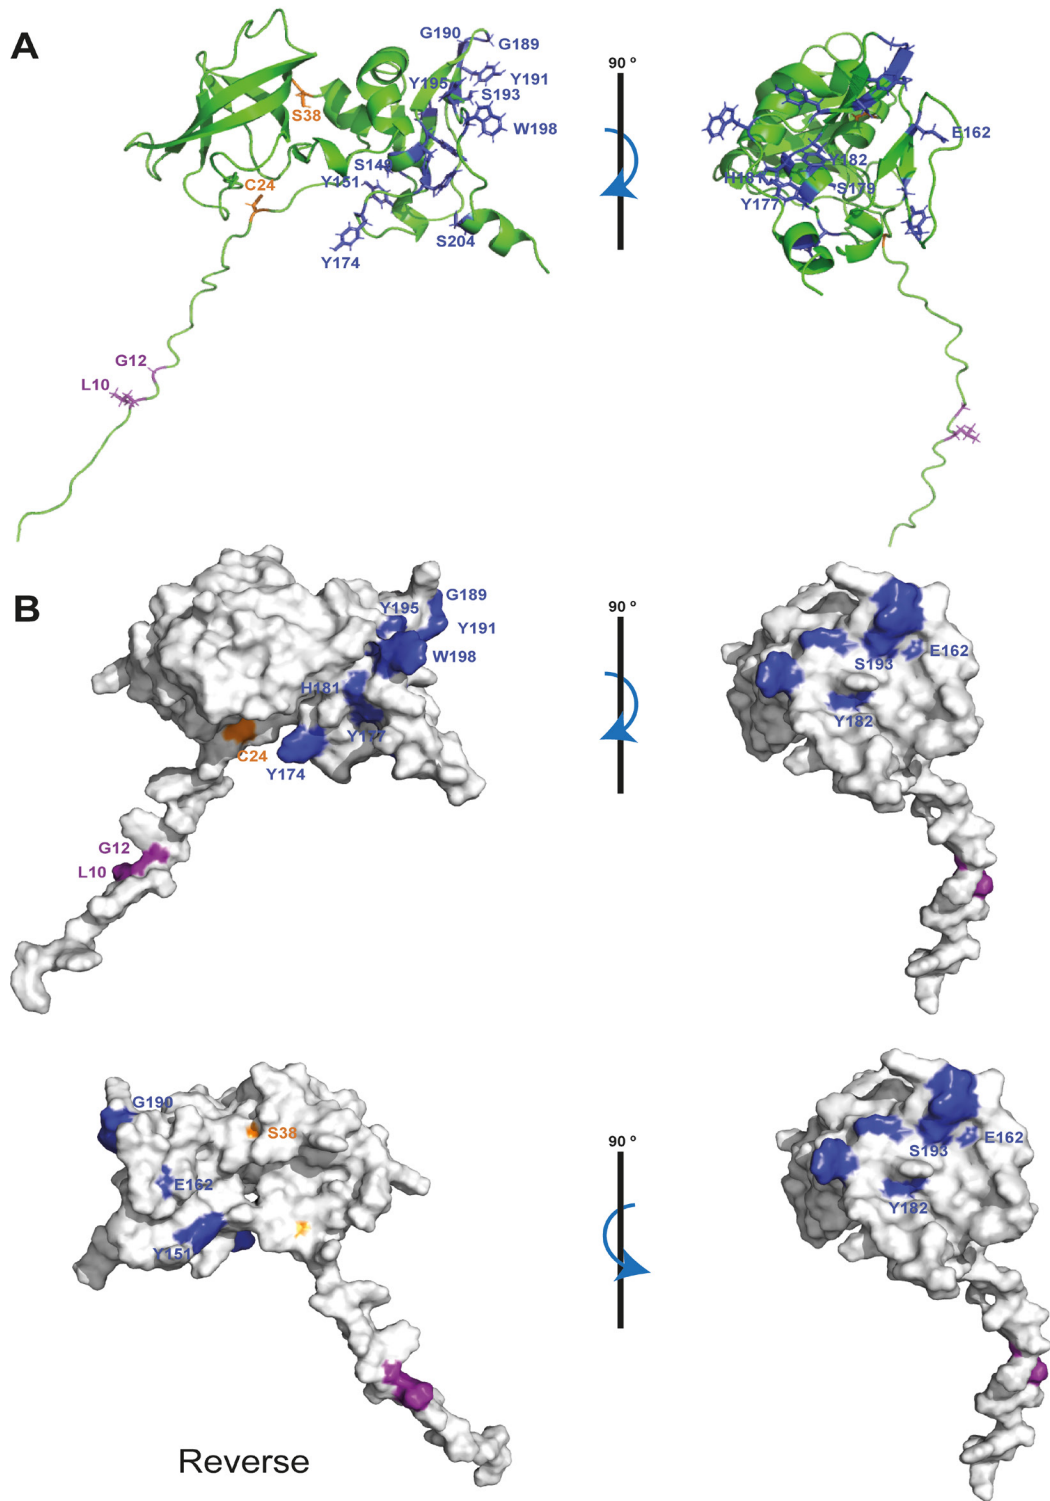 A
G190
G189
90 º
Y195
Y191
S193
S38
W198
E162
S149
Y182
Y151
H181
S179
C24
Y177
S204
Y174
G12
L10
B
G189
90 º
Y195
Y191
W198
S193
E162
H181
Y182
Y177
C24
Y174
G12
L10
G190
S38
90 º
E162
E162
S193
Y182
Y151
Reverse